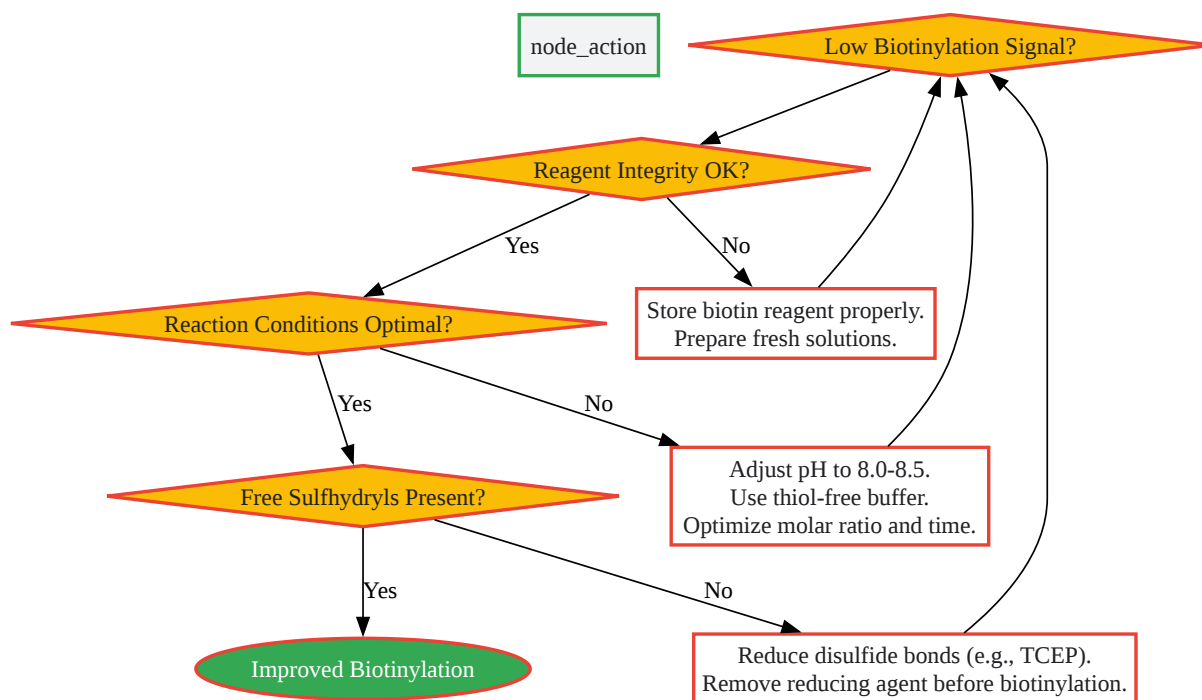 node_action
Low Biotinylation Signal?
Reagent Integrity OK?
Yes
No
Store biotin reagent properly.
Prepare fresh solutions.
Reaction Conditions Optimal?
Yes
No
Adjust pH to 8.0-8.5.
Use thiol-free buffer.
Optimize molar ratio and time.
Free Sulfhydryls Present?
Yes
No
Improved Biotinylation
Reduce disulfide bonds (e.g., TCEP).
Remove reducing agent before biotinylation.